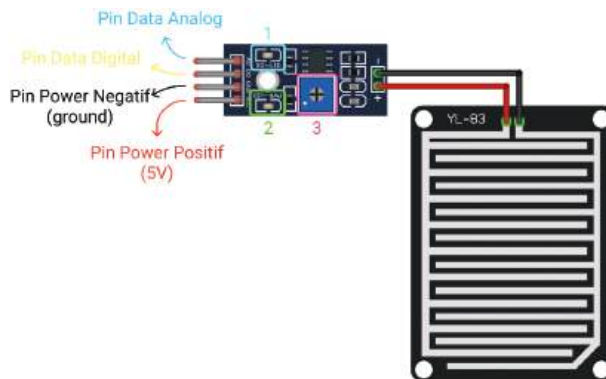 Pin Data Analog
Pin Data Digital
Pin Power Negatif
(ground)
Pin Power Positif
(5V)
1
2
3
-
+
YL-83